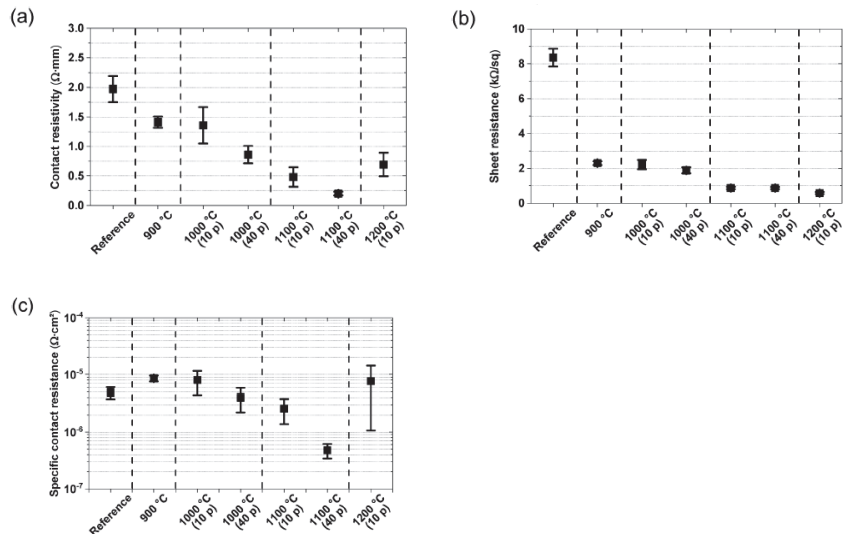 (a)
Contact resistivity (Ω·mm)
3.0
2.5
2.0
1.5
1.0
0.5
0.0
Reference
900 °C
1000 °C
(10 p)
1000 °C
(40 p)
1100 °C
(10 p)
1100 °C
(40 p)
1200 °C
(10 p)
(b)
Sheet resistance (kΩ/sq)
10
8
6
4
2
0
Reference
900 °C
1000 °C
(10 p)
1000 °C
(40 p)
1100 °C
(10 p)
1100 °C
(40 p)
1200 °C
(10 p)
(c)
Specific contact resistance (Ω·cm²)
10⁻⁴
10⁻⁵
10⁻⁶
10⁻⁷
Reference
900 °C
1000 °C
(10 p)
1000 °C
(40 p)
1100 °C
(10 p)
1100 °C
(40 p)
1200 °C
(10 p)